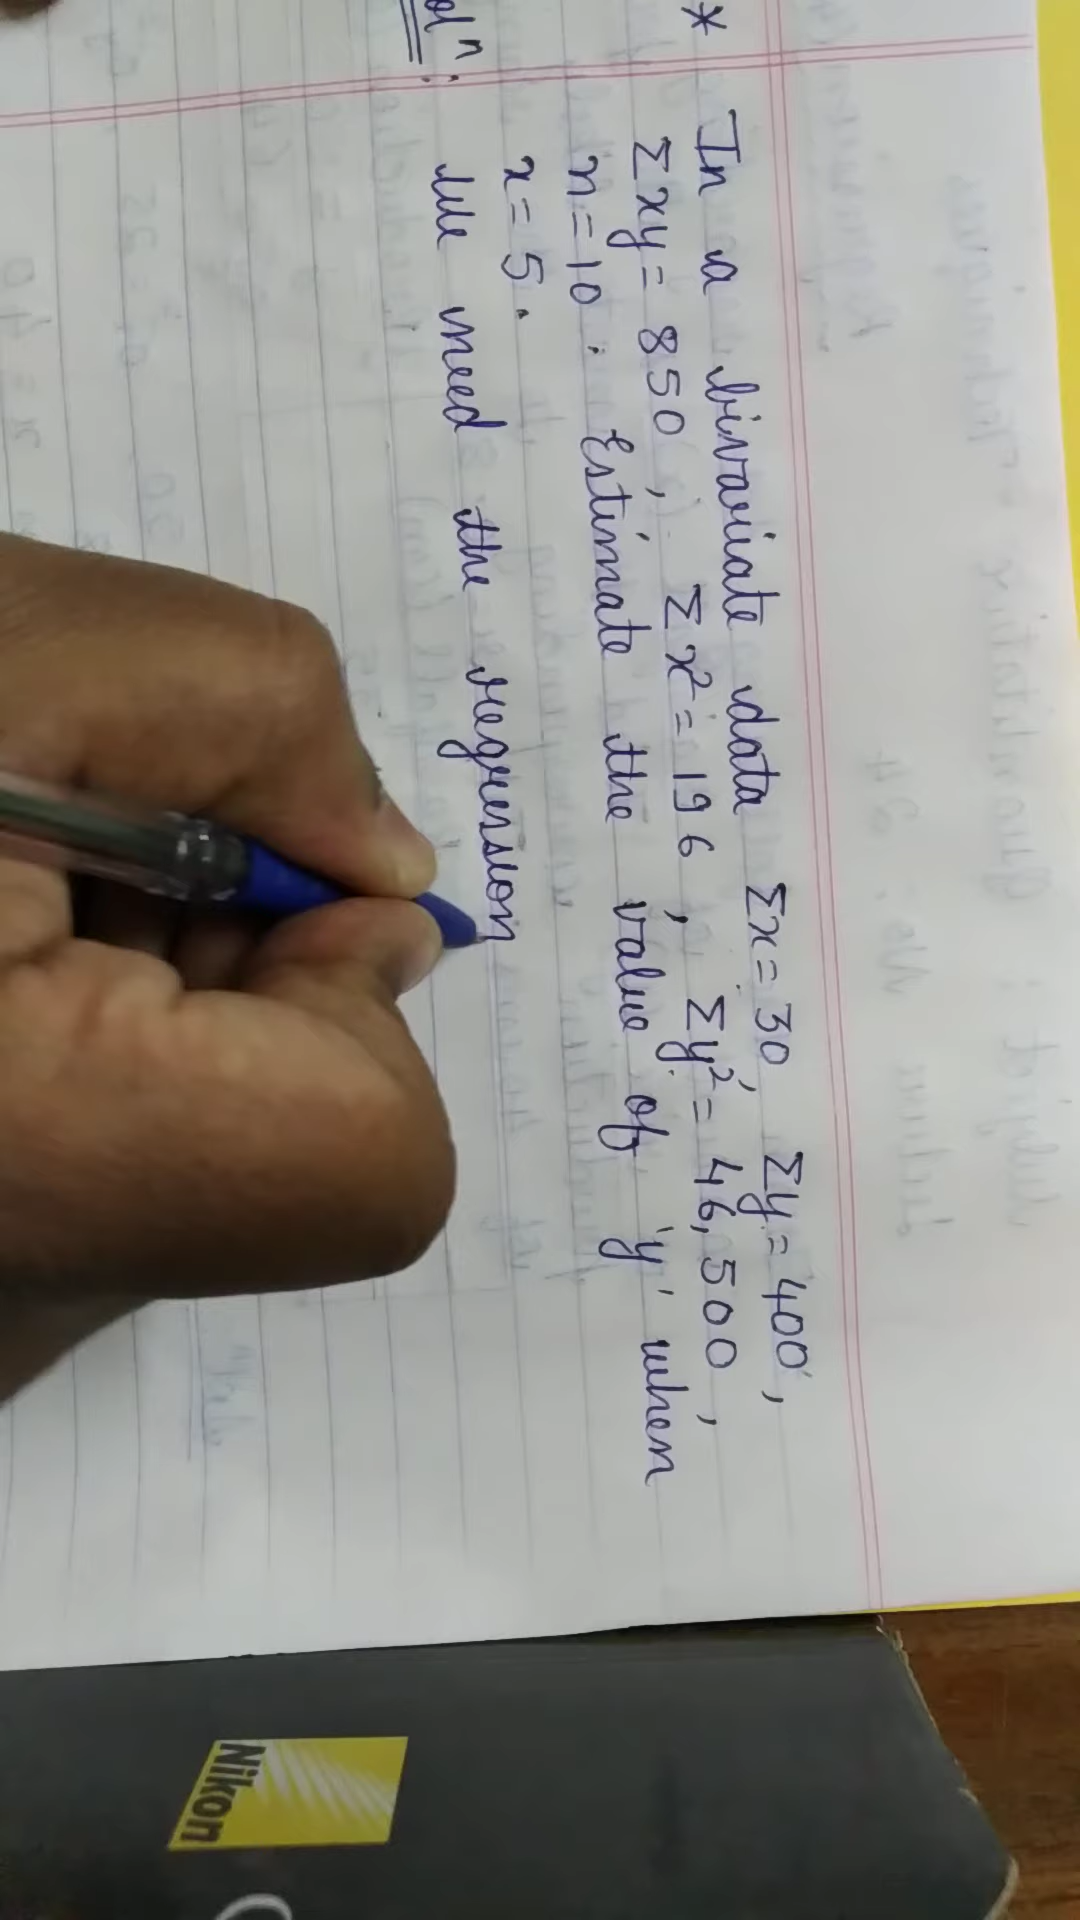 * In a bivariate data Σx = 30, Σy = 400,
Σxy = 850, Σx² = 196, Σy² = 46,500,
n = 10. Estimate the value of 'y' when
x = 5.
olⁿ: we need the regression
Nikon